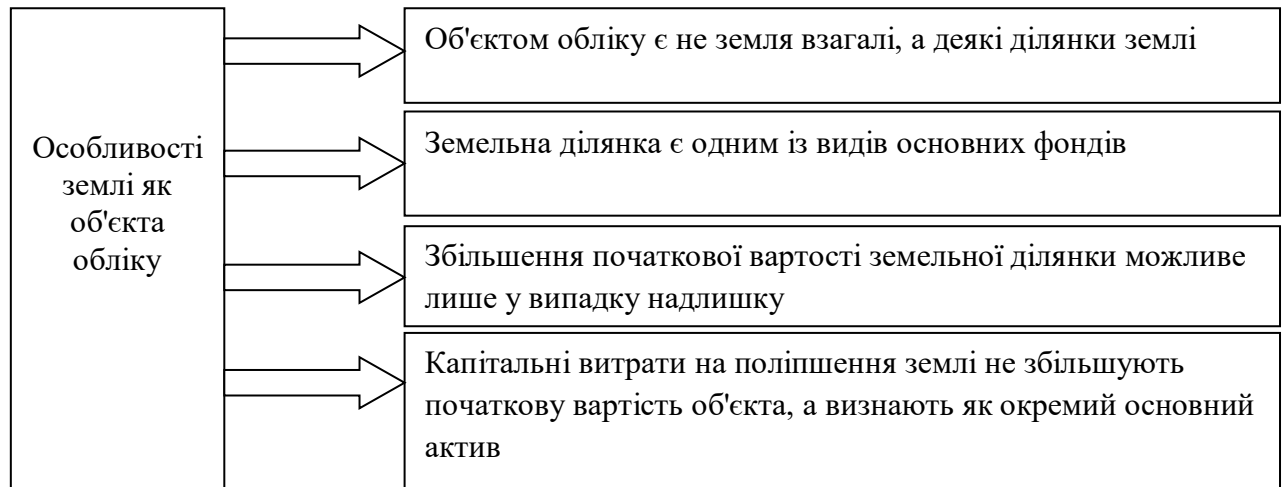 Особливості
землі як
об'єкта
обліку
Об'єктом обліку є не земля взагалі, а деякі ділянки землі
Земельна ділянка є одним із видів основних фондів
Збільшення початкової вартості земельної ділянки можливе
лише у випадку надлишку
Капітальні витрати на поліпшення землі не збільшують
початкову вартість об'єкта, а визнають як окремий основний
актив